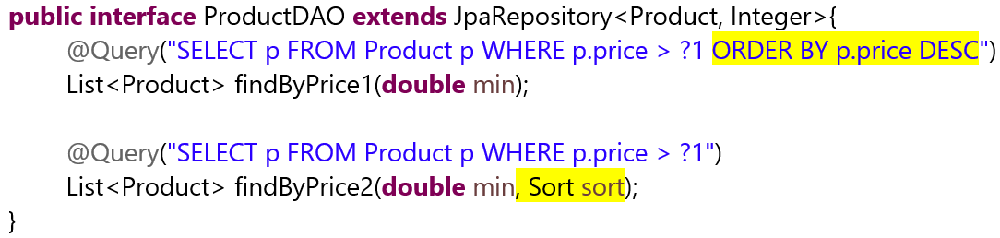 public interface ProductDAO extends JpaRepository<Product, Integer>{
@Query("SELECT p FROM Product p WHERE p.price > ?1 ORDER BY p.price DESC")
List<Product> findByPrice1(double min);
@Query("SELECT p FROM Product p WHERE p.price > ?1")
List<Product> findByPrice2(double min, Sort sort);
}